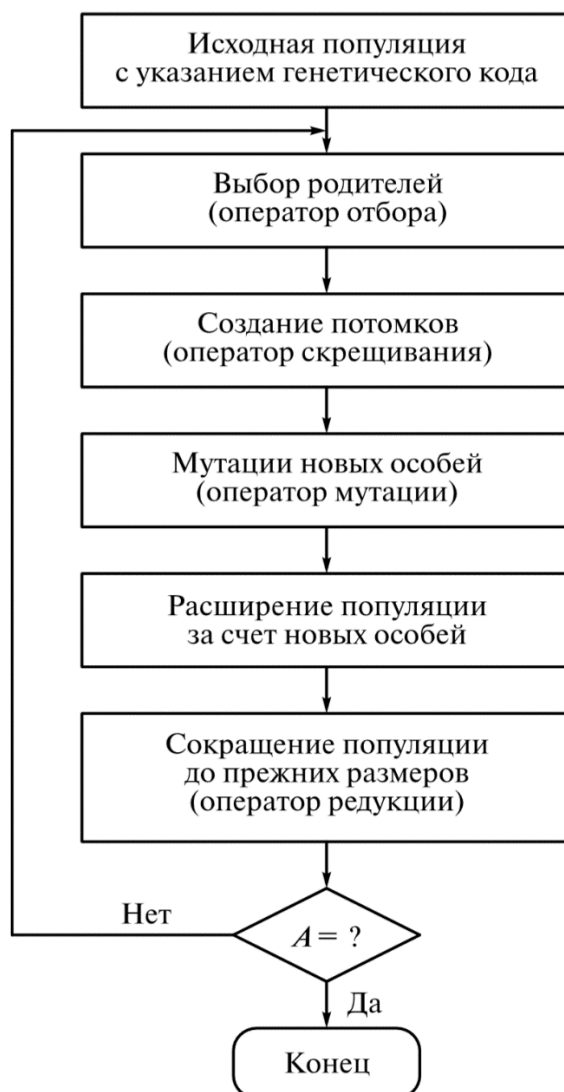 Исходная популяция
с указанием генетического кода
Выбор родителей
(оператор отбора)
Создание потомков
(оператор скрещивания)
Мутации новых особей
(оператор мутации)
Расширение популяции
за счет новых особей
Сокращение популяции
до прежних размеров
(оператор редукции)
Нет
A = ?
Да
Конец